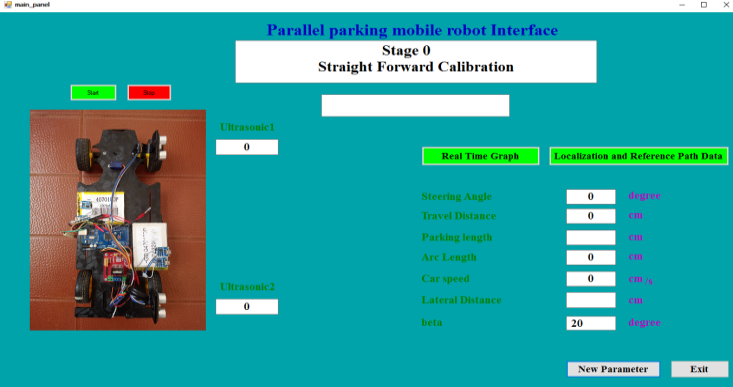 main_panel
Parallel parking mobile robot Interface
Stage 0
Straight Forward Calibration
Start
Stop
Ultrasonic1
0
Real Time Graph
Localization and Reference Path Data
Steering Angle 0 degree
Travel Distance 0 cm
Parking length cm
Arc Length 0 cm
Car speed 0 cm /s
Ultrasonic2
0
Lateral Distance cm
beta 20 degree
New Parameter
Exit